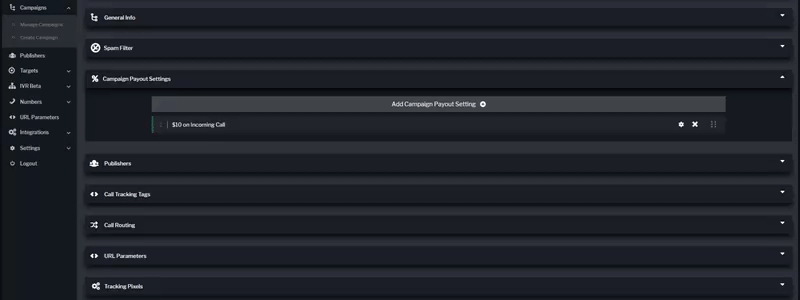 Campaigns
Manage Campaigns
Create Campaign
Publishers
Targets
IVR Beta
Numbers
URL Parameters
Integrations
Settings
Logout
General Info
Spam Filter
Campaign Payout Settings
Add Campaign Payout Setting
$10 on Incoming Call
Publishers
Call Tracking Tags
Call Routing
URL Parameters
Tracking Pixels